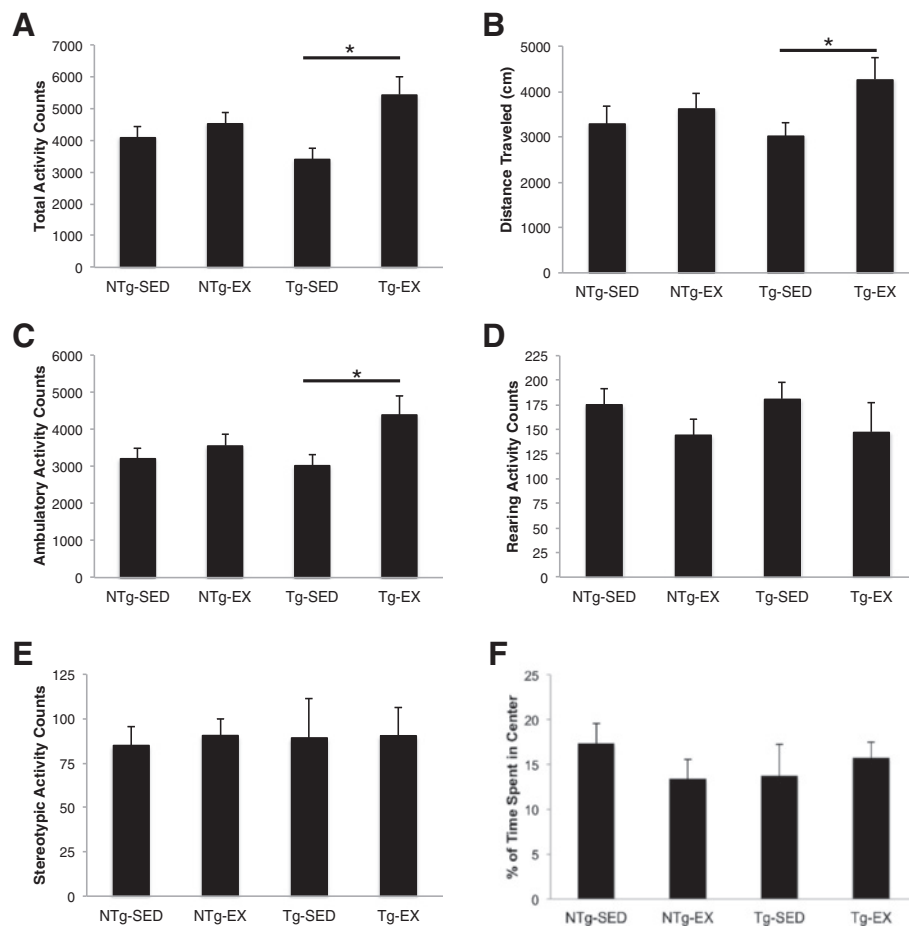 A
Total Activity Counts
7000
6000
5000
4000
3000
2000
1000
0
*
NTg-SED NTg-EX Tg-SED Tg-EX
B
Distance Traveled (cm)
5000
4000
3000
2000
1000
0
*
NTg-SED NTg-EX Tg-SED Tg-EX
C
Ambulatory Activity Counts
6000
5000
4000
3000
2000
1000
0
*
NTg-SED NTg-EX Tg-SED Tg-EX
D
Rearing Activity Counts
225
200
175
150
125
100
75
50
25
0
NTg-SED NTg-EX Tg-SED Tg-EX
E
Stereotypic Activity Counts
125
100
75
50
25
0
NTg-SED NTg-EX Tg-SED Tg-EX
F
% of Time Spent in Center
25
20
15
10
5
0
NTg-SED NTg-EX Tg-SED Tg-EX